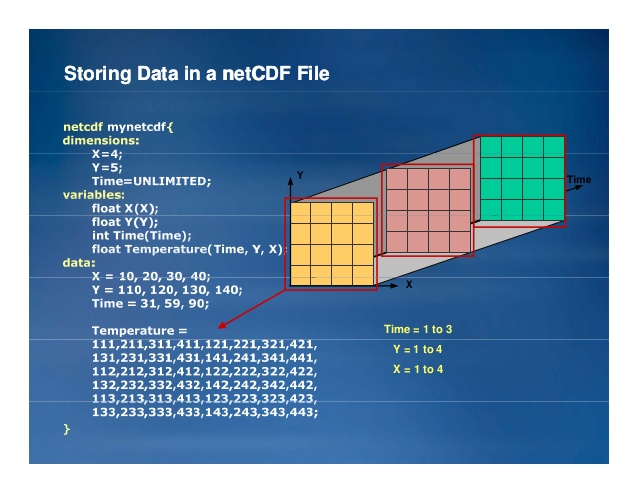 Storing Data in a netCDF File
netcdf mynetcdf{
dimensions:
X=4;
Y=5;
Time=UNLIMITED;
variables:
float X(X);
float Y(Y);
int Time(Time);
float Temperature(Time, Y, X);
data:
X = 10, 20, 30, 40;
Y = 110, 120, 130, 140;
Time = 31, 59, 90;
Temperature =
111,211,311,411,121,221,321,421,
131,231,331,431,141,241,341,441,
112,212,312,412,122,222,322,422,
132,232,332,432,142,242,342,442,
113,213,313,413,123,223,323,423,
133,233,333,433,143,243,343,443;
}
Y
Time
X
Time = 1 to 3
Y = 1 to 4
X = 1 to 4